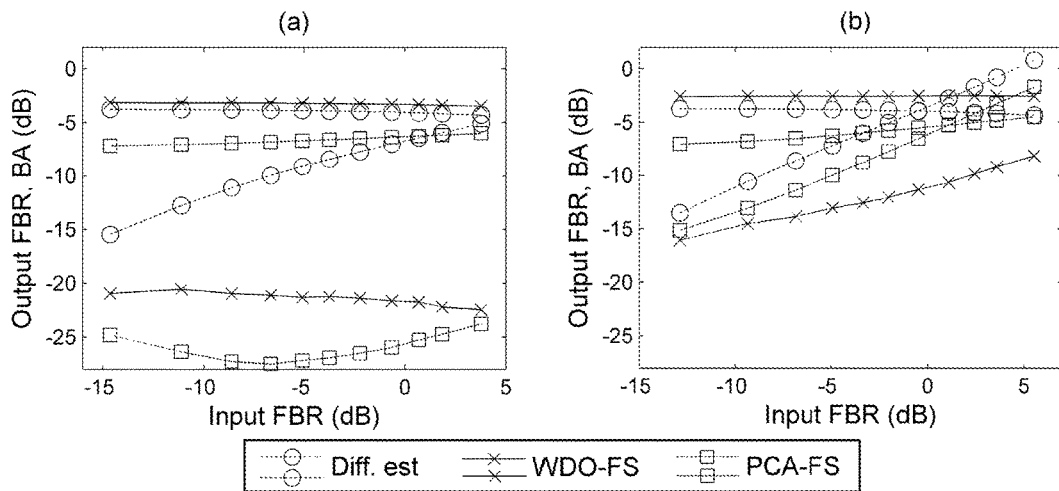 (a)
(b)
Output FBR, BA (dB)
0
-5
-10
-15
-20
-25
-15
-10
-5
0
5
Input FBR (dB)
Output FBR, BA (dB)
0
-5
-10
-15
-20
-25
-15
-10
-5
0
5
Input FBR (dB)
Diff. est
WDO-FS
PCA-FS